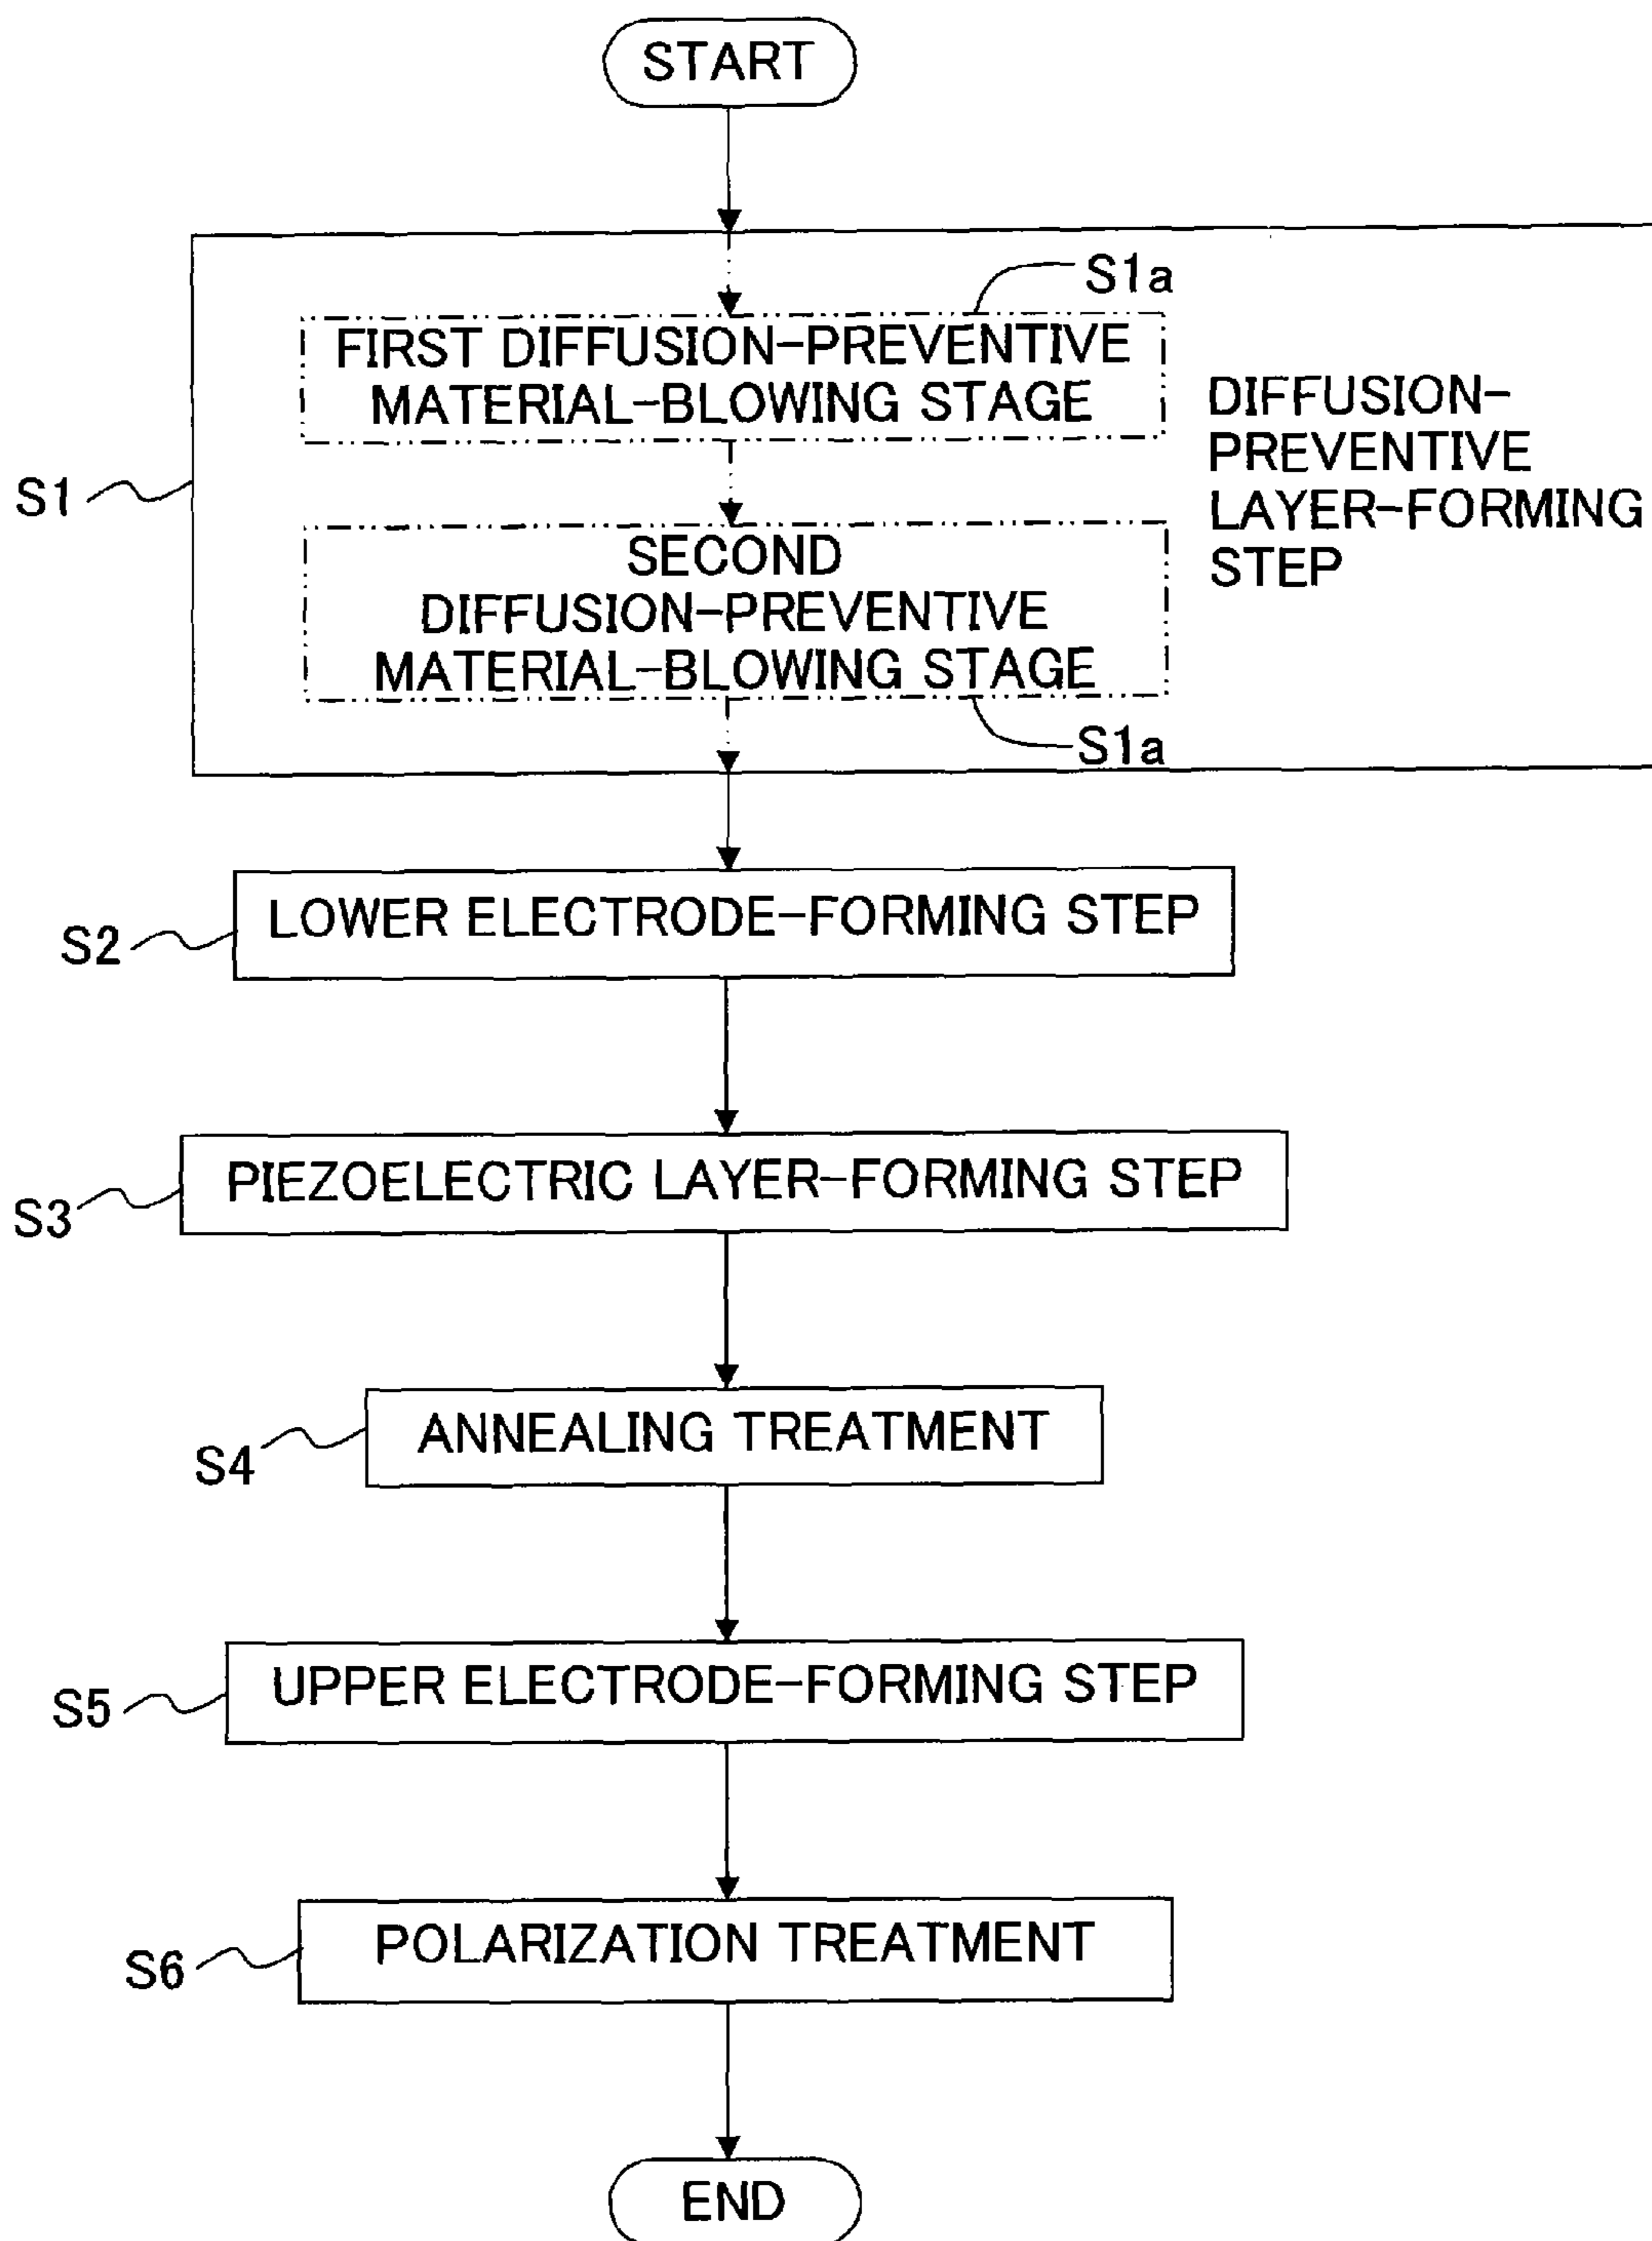 START
S1a
FIRST DIFFUSION-PREVENTIVE
MATERIAL-BLOWING STAGE
DIFFUSION-
PREVENTIVE
LAYER-FORMING
STEP
S1
SECOND
DIFFUSION-PREVENTIVE
MATERIAL-BLOWING STAGE
S1a
LOWER ELECTRODE-FORMING STEP
S2
PIEZOELECTRIC LAYER-FORMING STEP
S3
ANNEALING TREATMENT
S4
UPPER ELECTRODE-FORMING STEP
S5
POLARIZATION TREATMENT
S6
END